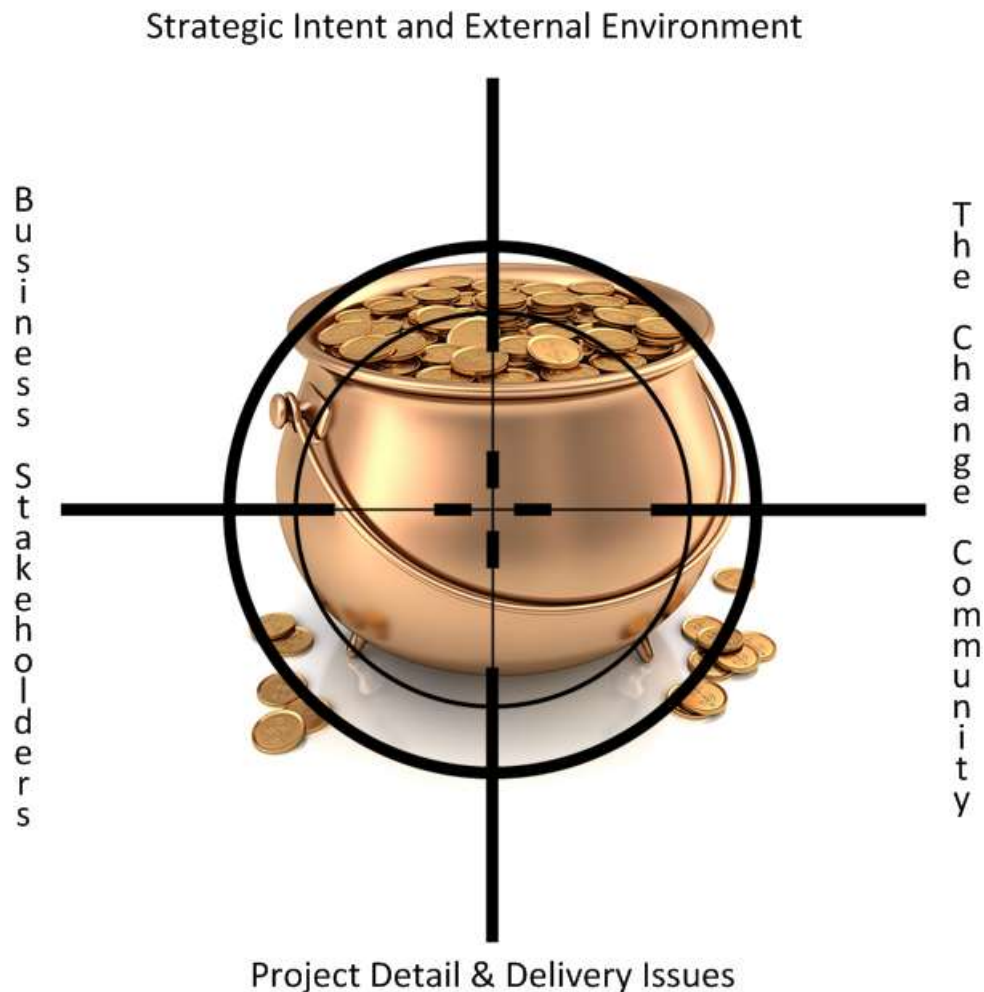 Strategic Intent and External Environment
Business Stakeholders
The Change Community
Project Detail & Delivery Issues